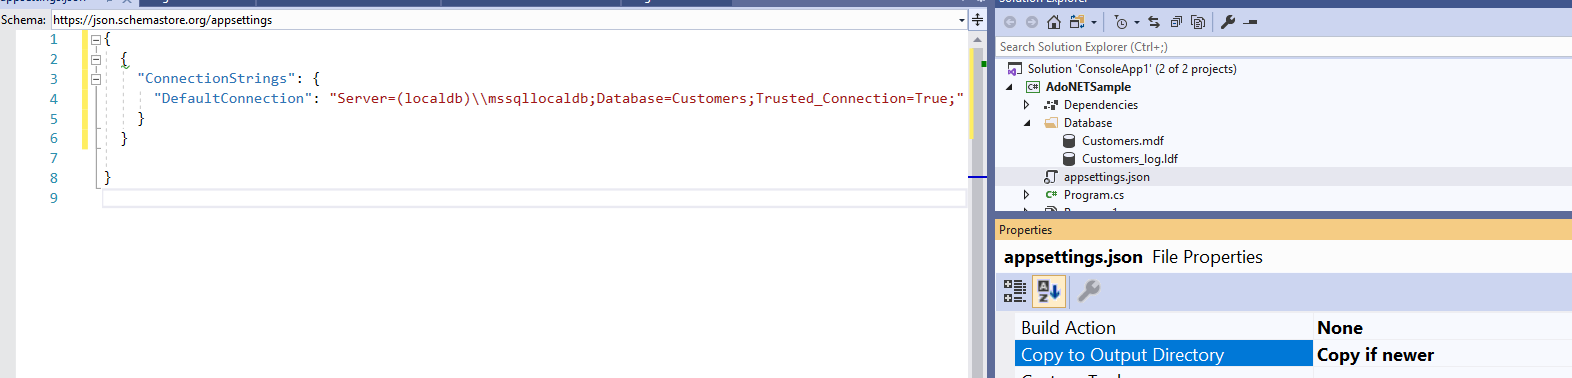 Schema: https://json.schemastore.org/appsettings
1 {
2 {
3 "ConnectionStrings": {
4 "DefaultConnection": "Server=(localdb)\\mssqllocaldb;Database=Customers;Trusted_Connection=True;"
5 }
6 }
7
8 }
9
Solution Explorer
Search Solution Explorer (Ctrl+;)
Solution 'ConsoleApp1' (2 of 2 projects)
C# AdoNETSample
Dependencies
Database
Customers.mdf
Customers_log.ldf
appsettings.json
C# Program.cs
Properties
appsettings.json File Properties
A
Z
Build Action None
Copy to Output Directory Copy if newer